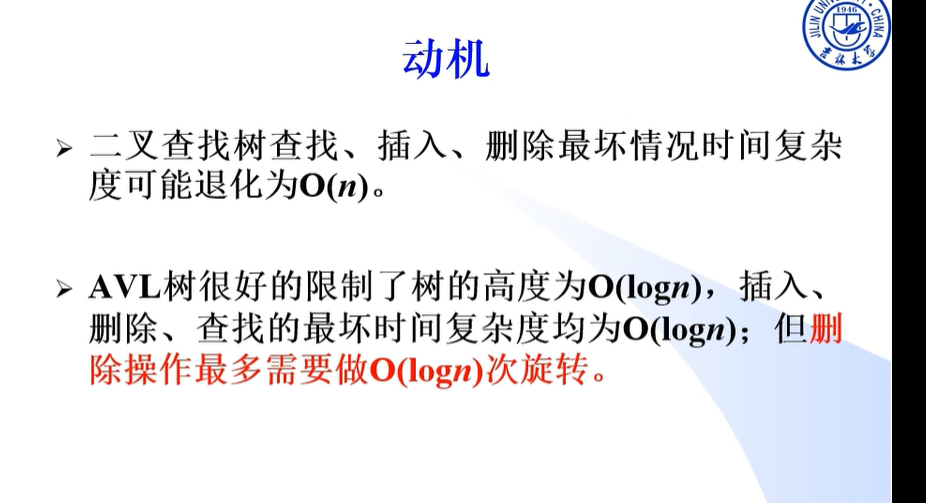 JILIN UNIVERSITY · CHINA
1946
吉林大学
动机
➢ 二叉查找树查找、插入、删除最坏情况时间复杂
度可能退化为O(n)。
➢ AVL树很好的限制了树的高度为O(logn)，插入、
删除、查找的最坏时间复杂度均为O(logn)；但删
除操作最多需要做O(logn)次旋转。